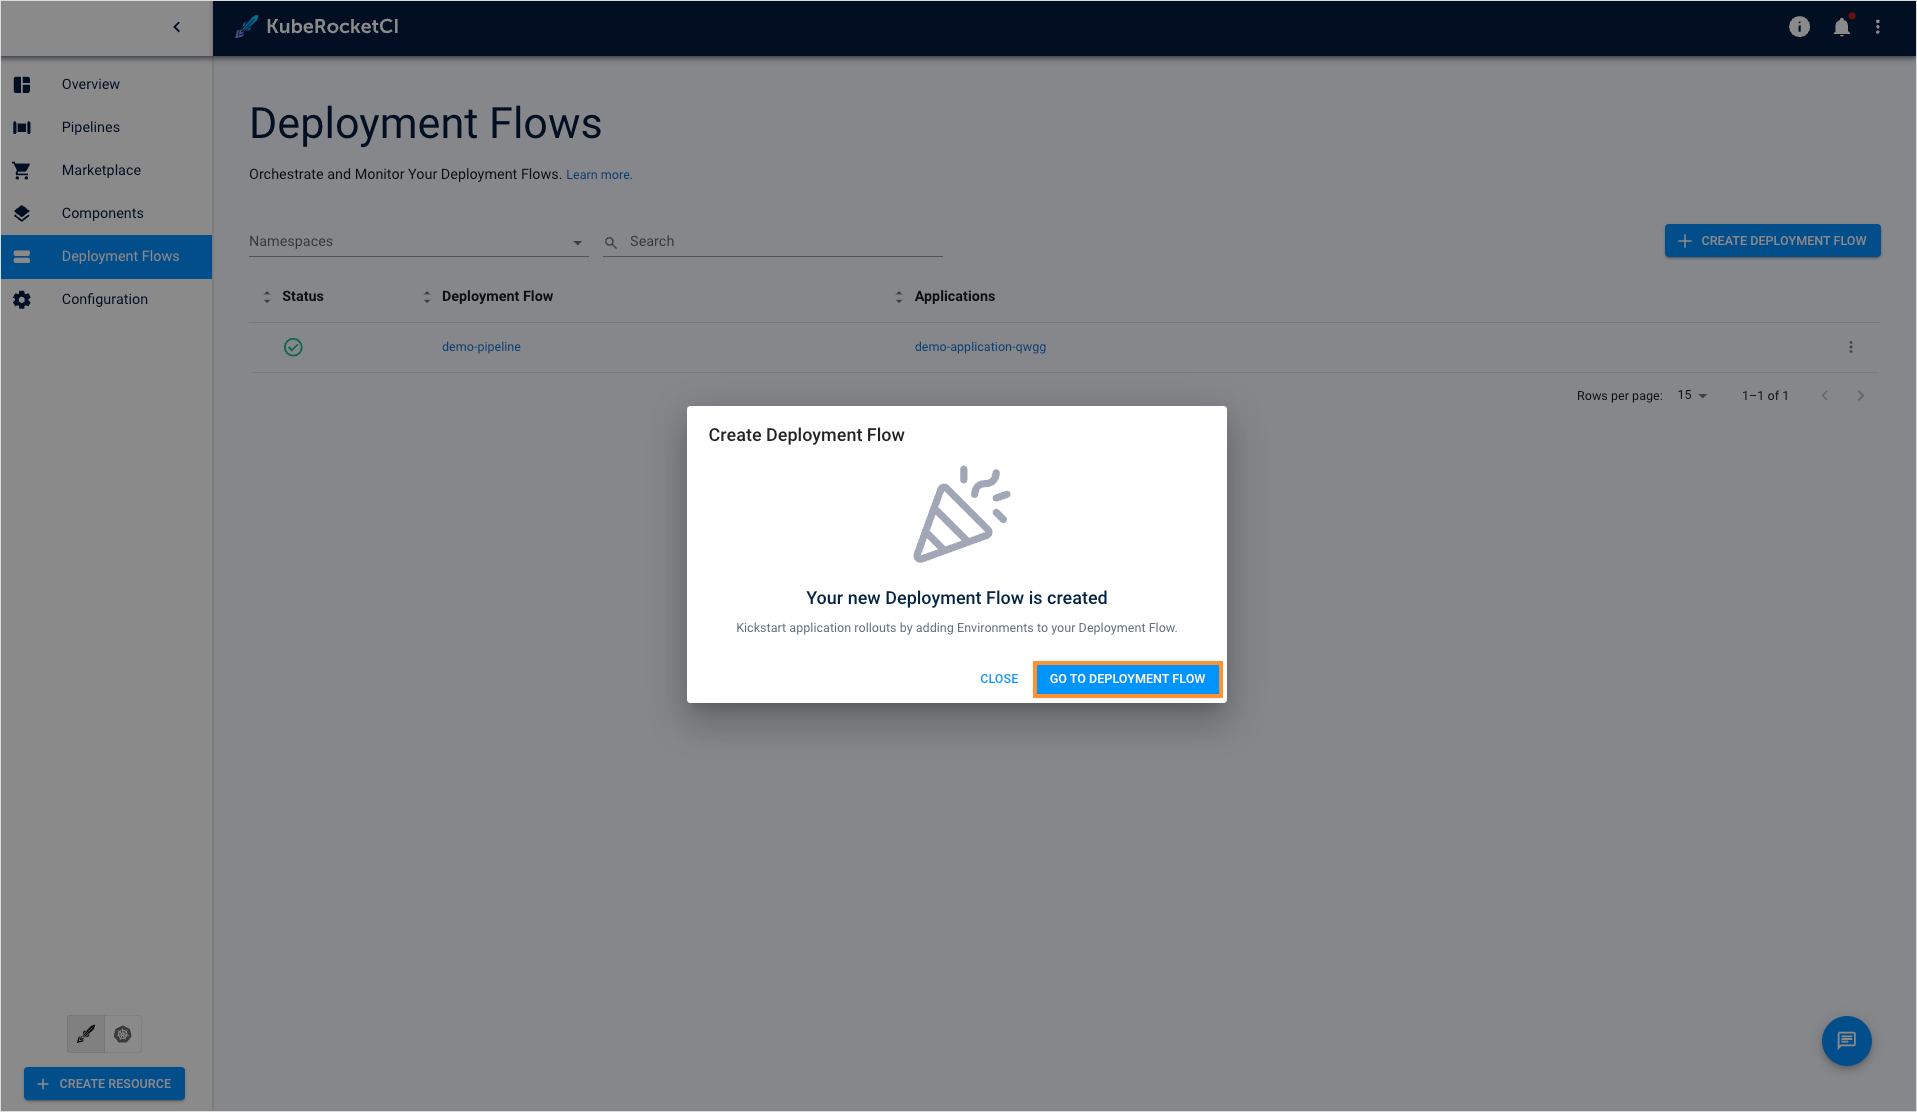 KubeRocketCI
Overview
Pipelines
Marketplace
Components
Deployment Flows
Configuration
Deployment Flows
Orchestrate and Monitor Your Deployment Flows. Learn more.
Namespaces
Search
CREATE DEPLOYMENT FLOW
Status Deployment Flow Applications
demo-pipeline demo-application-qwgg
Rows per page: 15 1–1 of 1
Create Deployment Flow
Your new Deployment Flow is created
Kickstart application rollouts by adding Environments to your Deployment Flow.
CLOSE GO TO DEPLOYMENT FLOW
CREATE RESOURCE